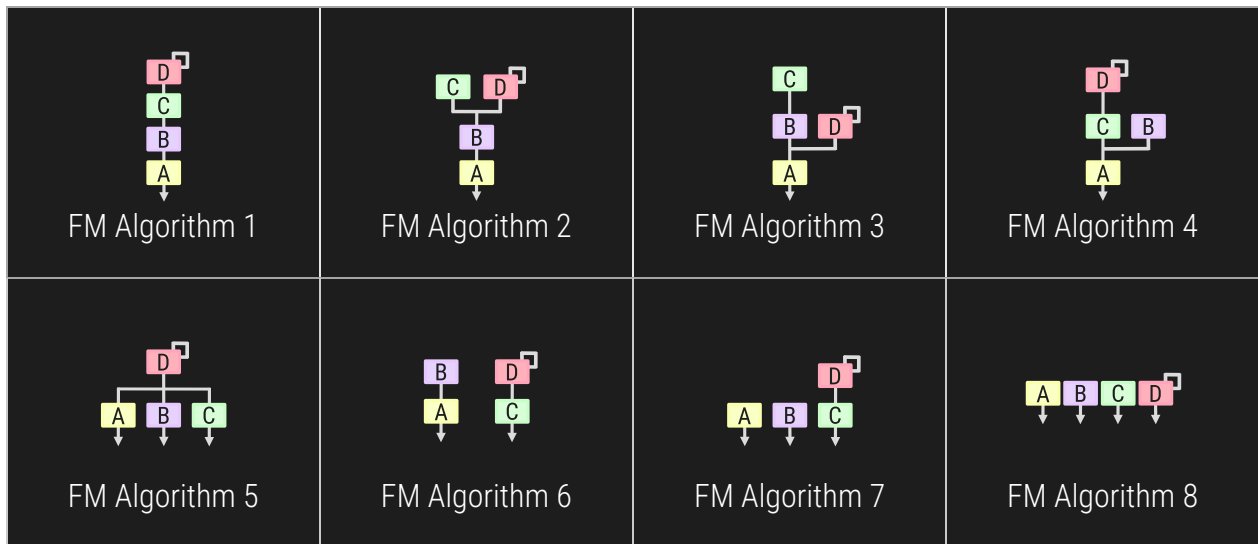 D
C
B
A
FM Algorithm 1
C D
B
A
FM Algorithm 2
C
B D
A
FM Algorithm 3
D
C B
A
FM Algorithm 4
D
A B C
FM Algorithm 5
B D
A C
FM Algorithm 6
D
A B C
FM Algorithm 7
A B C D
FM Algorithm 8